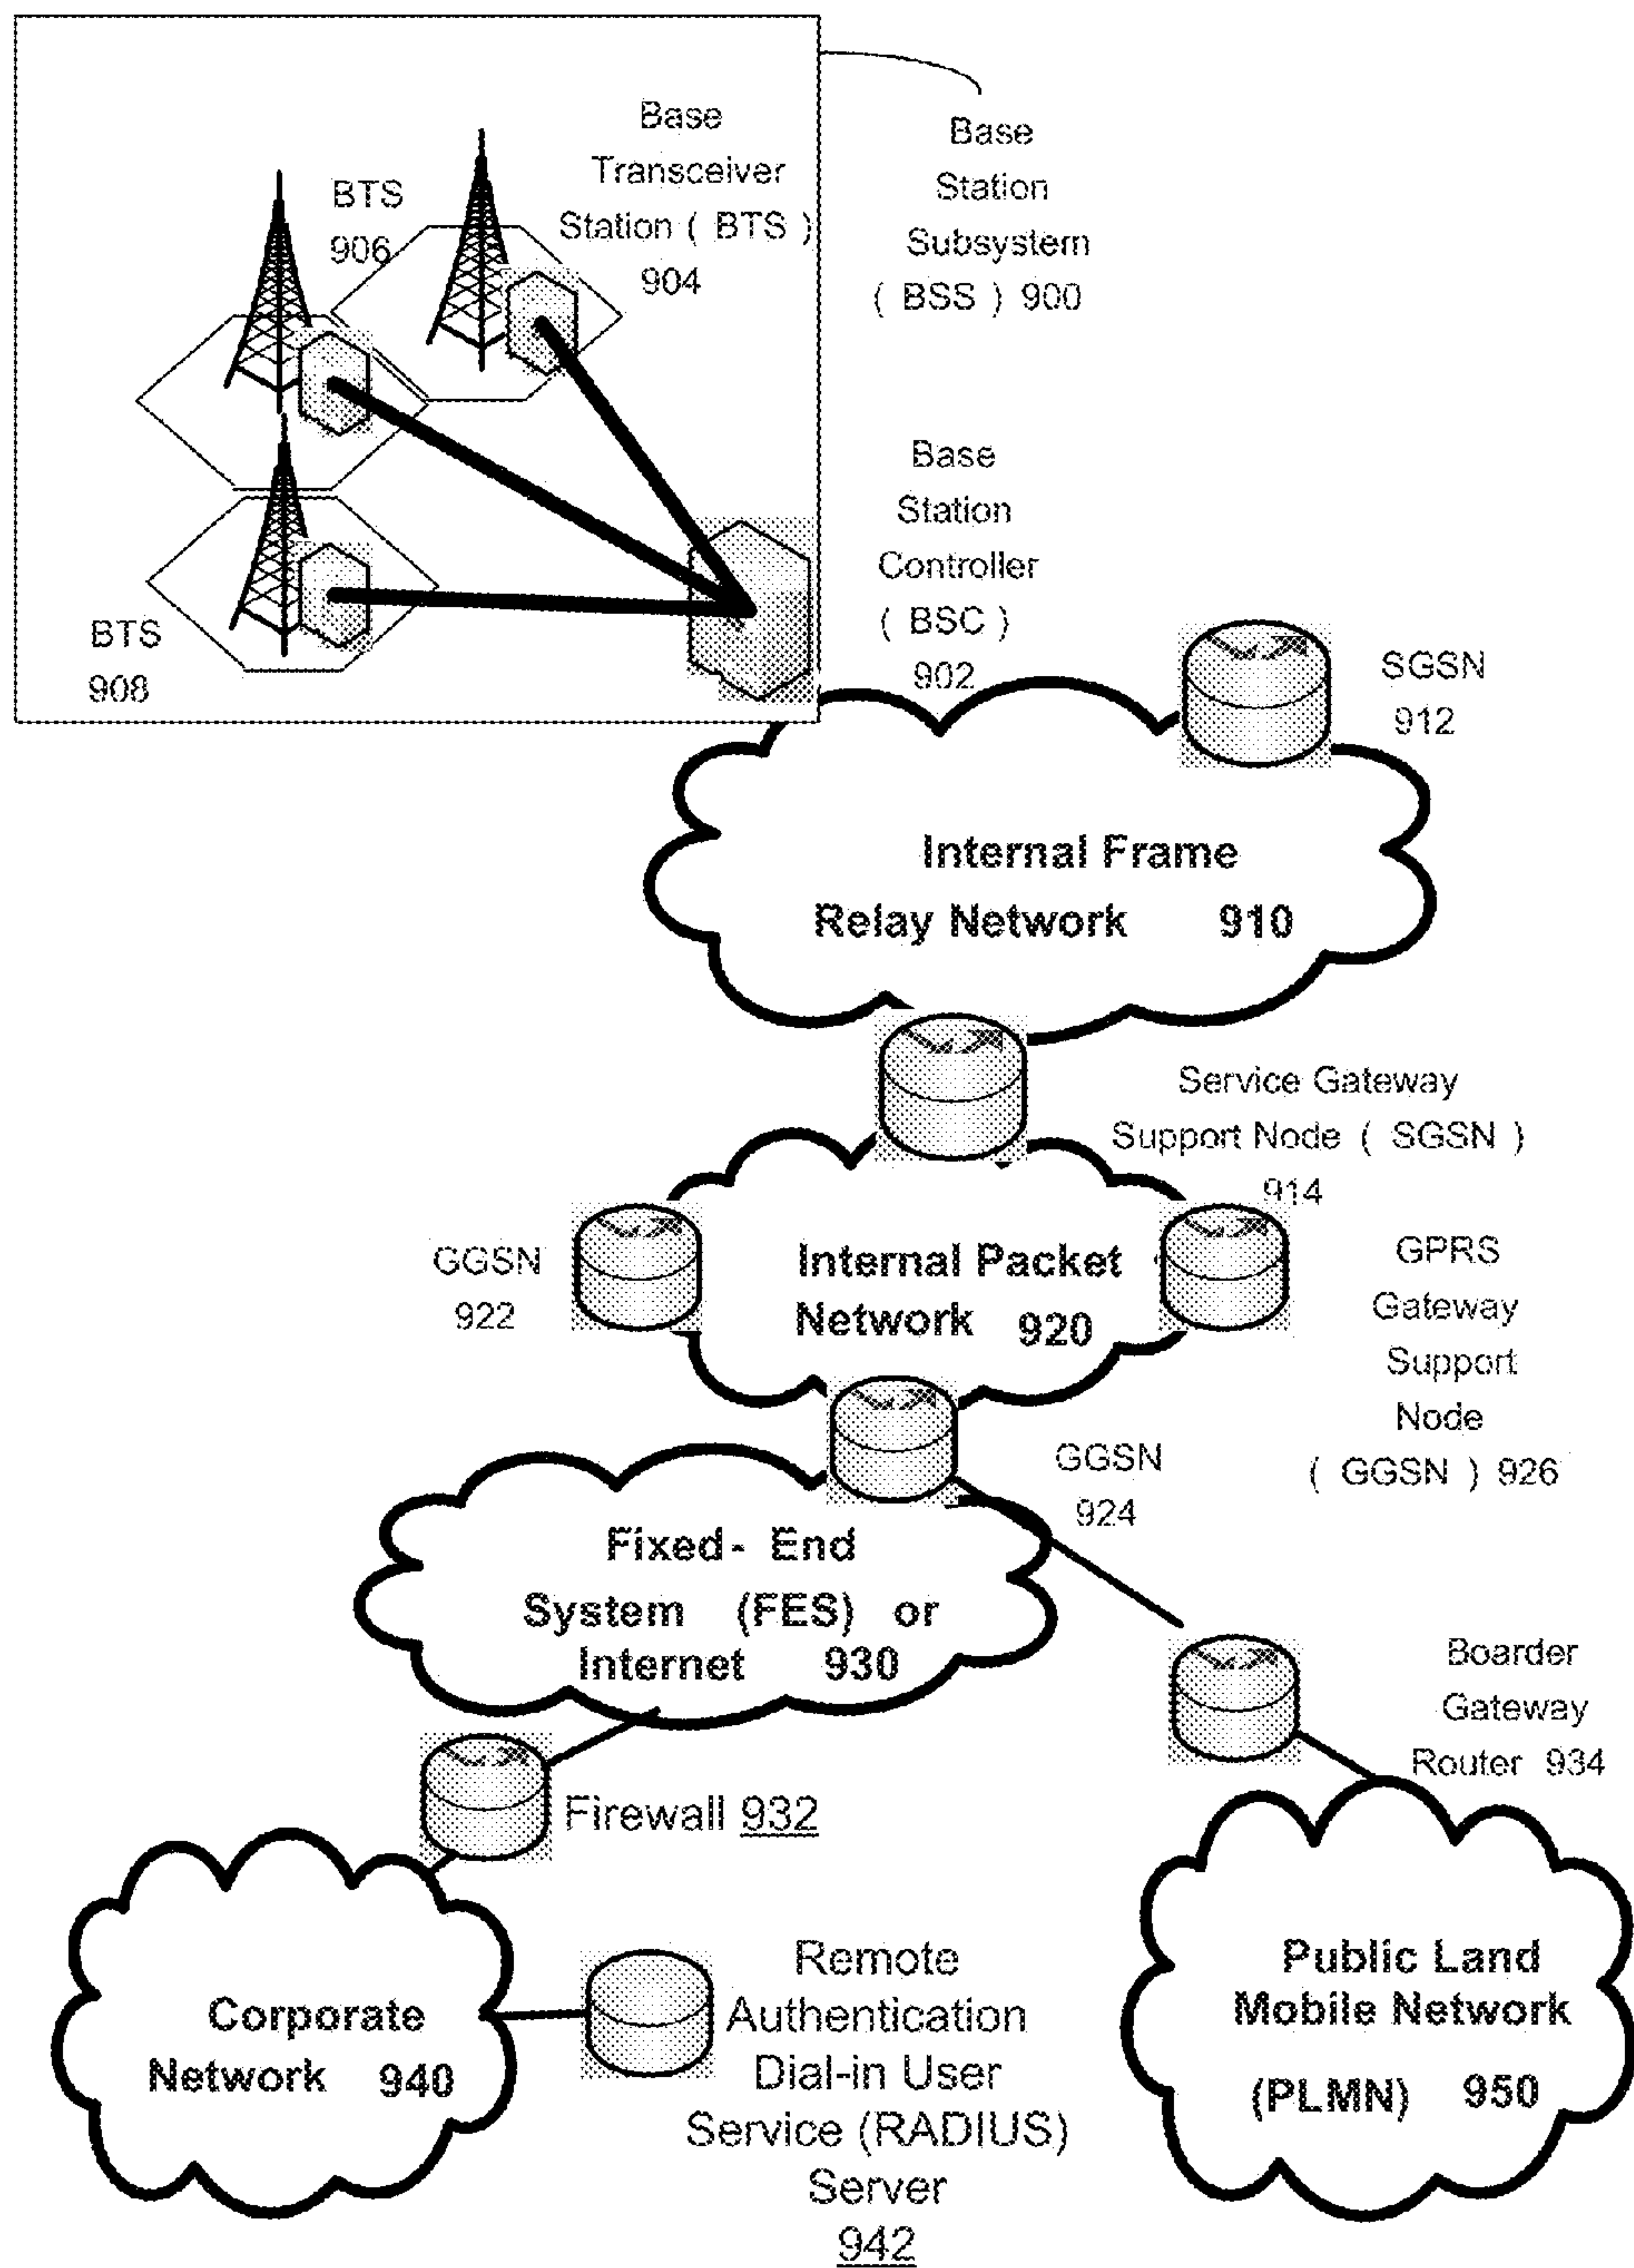 Base
Transceiver
Station ( BTS )
904
BTS
906
BTS
908
Base
Station
Subsystem
( BSS ) 900
Base
Station
Controller
( BSC )
902
SGSN
912
Internal Frame
Relay Network 910
Service Gateway
Support Node ( SGSN )
914
GGSN
922
Internal Packet
Network 920
GPRS
Gateway
Support
Node
( GGSN ) 926
GGSN
924
Fixed- End
System (FES) or
Internet 930
Boarder
Gateway
Router 934
Firewall 932
Corporate
Network 940
Remote
Authentication
Dial-in User
Service (RADIUS)
Server
942
Public Land
Mobile Network
(PLMN) 950